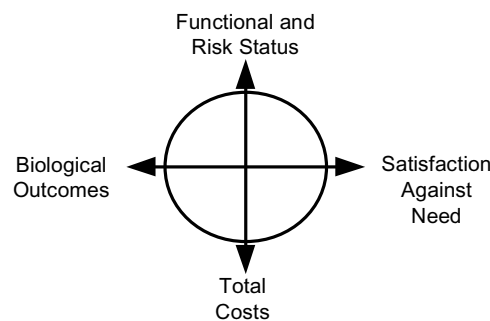 Functional and
Risk Status
Biological
Outcomes
Satisfaction
Against
Need
Total
Costs